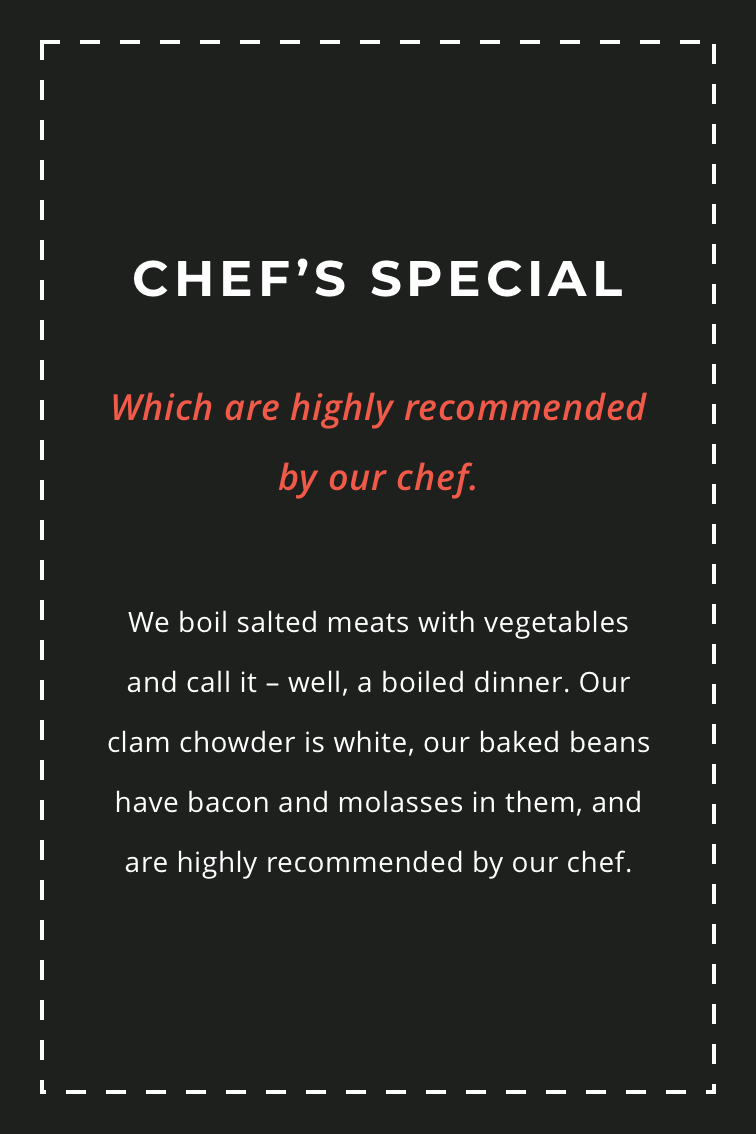 CHEF’S SPECIAL
Which are highly recommended
by our chef.
We boil salted meats with vegetables
and call it – well, a boiled dinner. Our
clam chowder is white, our baked beans
have bacon and molasses in them, and
are highly recommended by our chef.